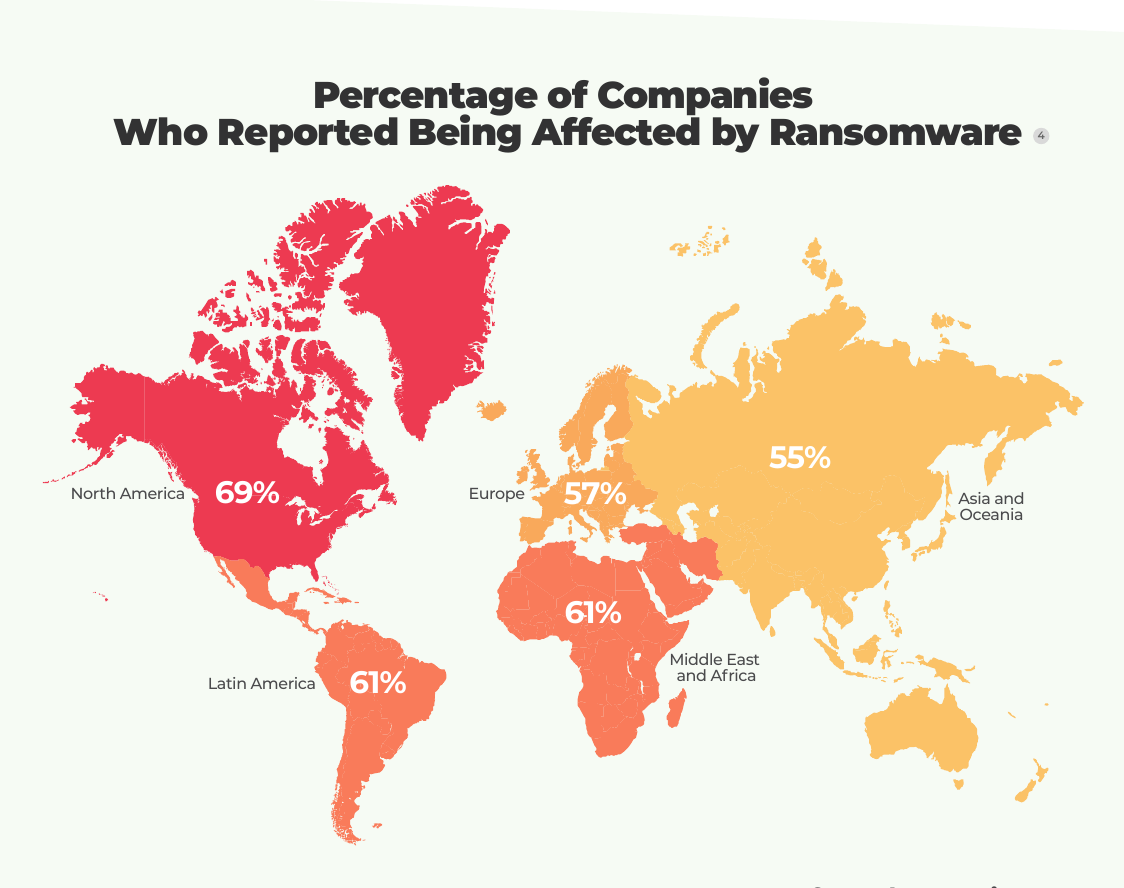 Percentage of Companies
Who Reported Being Affected by Ransomware 4
55%
North America 69%
Europe 57%
Asia and
Oceania
61%
Middle East
and Africa
Latin America 61%